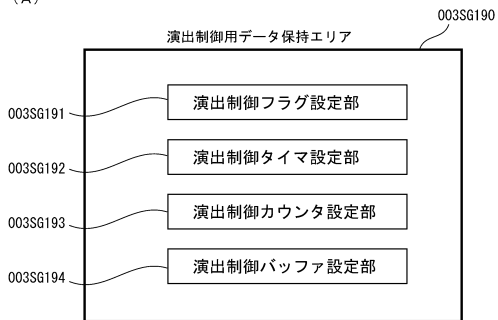 (A)
003SG190
演出制御用データ保持エリア
003SG191
演出制御フラグ設定部
003SG192
演出制御タイマ設定部
003SG193
演出制御カウンタ設定部
003SG194
演出制御バッファ設定部